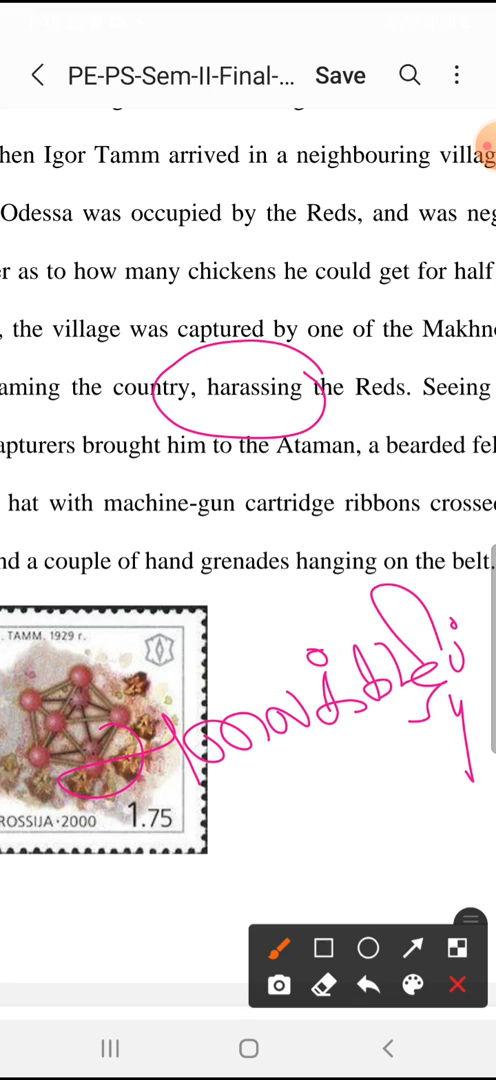 PE-PS-Sem-II-Final-... Save
hen Igor Tamm arrived in a neighbouring villag
Odessa was occupied by the Reds, and was neg
er as to how many chickens he could get for half
, the village was captured by one of the Makhn
aming the country, harassing the Reds. Seeing
apturers brought him to the Ataman, a bearded fel
hat with machine-gun cartridge ribbons crosse
nd a couple of hand grenades hanging on the belt.
TAMM. 1929 г.
ROSSIJA·2000 1.75